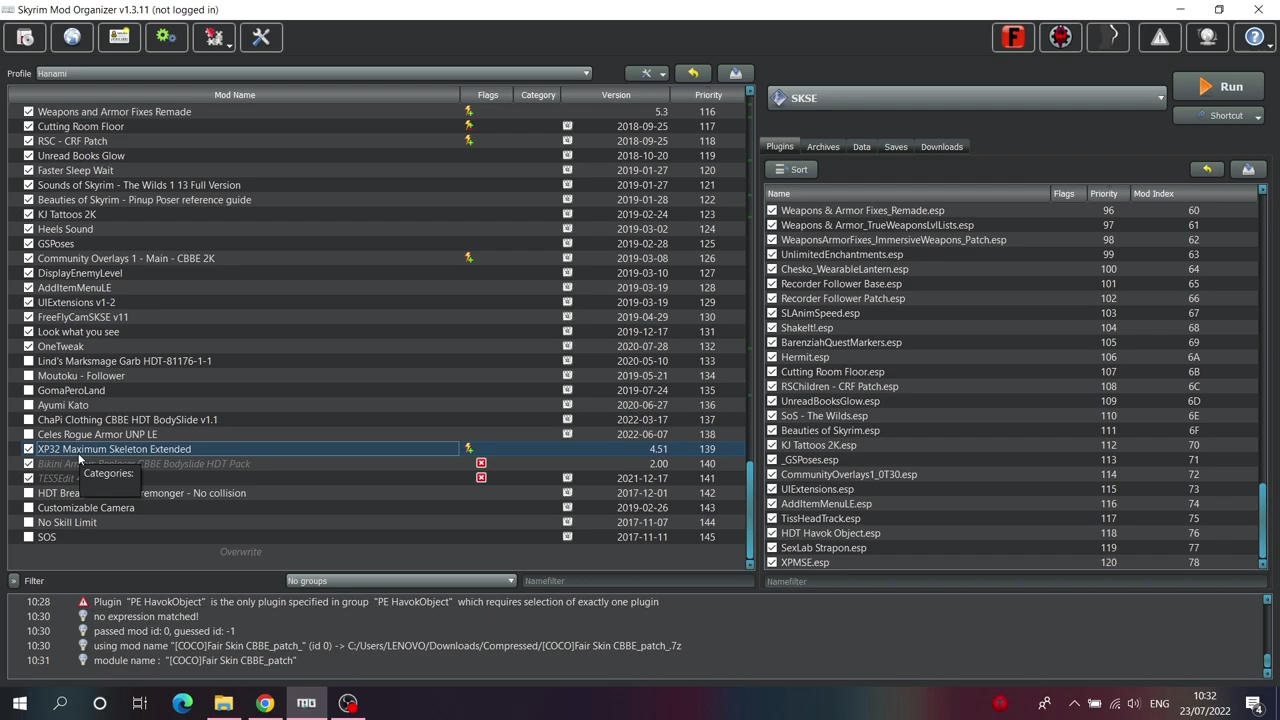 Skyrim Mod Organizer v1.3.11 (not logged in)
Profile Hanami
Mod Name Flags Category Version Priority
Weapons and Armor Fixes Remade 5.3 116
Cutting Room Floor 2018-09-25 117
RSC - CRF Patch 2018-09-25 118
Unread Books Glow 2018-10-20 119
Faster Sleep Wait 2019-01-27 120
Sounds of Skyrim - The Wilds 1 13 Full Version 2019-01-27 121
Beauties of Skyrim - Pinup Poser reference guide 2019-01-28 122
KJ Tattoos 2K 2019-02-24 123
Heels Sound 2019-03-02 124
GSPoses 2019-02-28 125
Community Overlays 1 - Main - CBBE 2K 2019-03-08 126
DisplayEnemyLevel 2019-03-10 127
AddItemMenuLE 2019-03-19 128
UIExtensions v1-2 2019-03-19 129
FreeFlyCamSKSE v11 2019-04-29 130
Look what you see 2019-12-17 131
OneTweak 2020-07-28 132
Lind's Marksmage Garb HDT-81176-1-1 2020-05-10 133
Moutoku - Follower 2019-05-21 134
GomaPeroLand 2019-07-24 135
Ayumi Kato 2020-06-27 136
ChaPi Clothing CBBE HDT BodySlide v1.1 2022-03-17 137
Celes Rogue Armor UNP LE 2022-06-07 138
XP32 Maximum Skeleton Extended 4.51 139
Bikini Ar CBBE Bodyslide HDT Pack 2.00 140
TES5Edit 2021-12-17 141
Categories:
HDT Brea remonger - No collision 2017-12-01 142
Customizable Camera 2019-02-26 143
No Skill Limit 2017-11-07 144
SOS 2017-11-11 145
Overwrite
» Filter No groups Namefilter
SKSE
Run
Shortcut
Plugins Archives Data Saves Downloads
Sort
Name Flags Priority Mod Index
Weapons & Armor Fixes_Remade.esp 96 60
Weapons & Armor_TrueWeaponsLvlLists.esp 97 61
WeaponsArmorFixes_ImmersiveWeapons_Patch.esp 98 62
UnlimitedEnchantments.esp 99 63
Chesko_WearableLantern.esp 100 64
Recorder Follower Base.esp 101 65
Recorder Follower Patch.esp 102 66
SLAnimSpeed.esp 103 67
ShakeIt!.esp 104 68
BarenziahQuestMarkers.esp 105 69
Hermit.esp 106 6A
Cutting Room Floor.esp 107 6B
RSChildren - CRF Patch.esp 108 6C
UnreadBooksGlow.esp 109 6D
SoS - The Wilds.esp 110 6E
Beauties of Skyrim.esp 111 6F
KJ Tattoos 2K.esp 112 70
_GSPoses.esp 113 71
CommunityOverlays1_0T30.esp 114 72
UIExtensions.esp 115 73
AddItemMenuLE.esp 116 74
TissHeadTrack.esp 117 75
HDT Havok Object.esp 118 76
SexLab Strapon.esp 119 77
XPMSE.esp 120 78
Namefilter
10:28 Plugin "PE HavokObject" is the only plugin specified in group "PE HavokObject" which requires selection of exactly one plugin
10:30 no expression matched!
10:30 passed mod id: 0, guessed id: -1
10:30 using mod name "[COCO]Fair Skin CBBE_patch_" (id 0) -> C:/Users/LENOVO/Downloads/Compressed/[COCO]Fair Skin CBBE_patch_.7z
10:31 module name : "[COCO]Fair Skin CBBE_patch"
ENG
10:32
23/07/2022
4